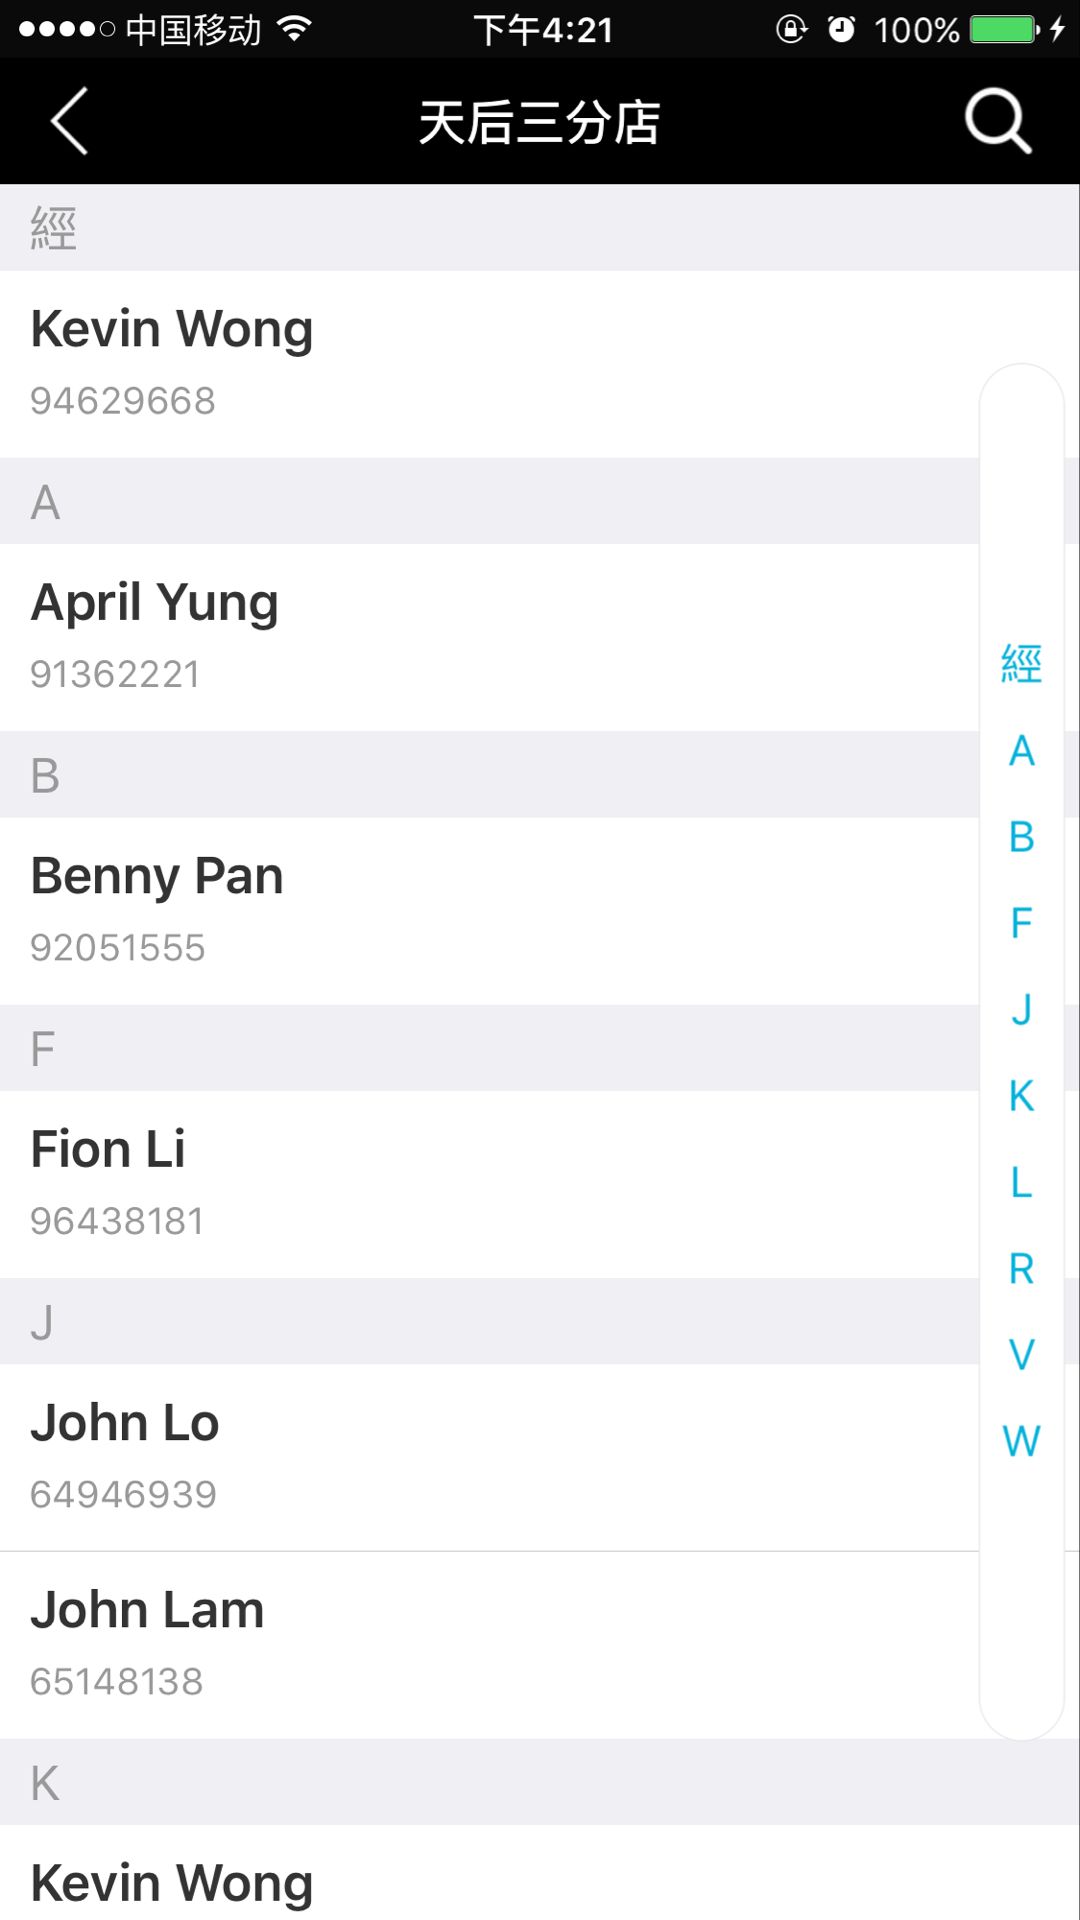 中国移动 下午4:21 100%
天后三分店
經
Kevin Wong
94629668
A
April Yung
91362221
B
Benny Pan
92051555
F
Fion Li
96438181
J
John Lo
64946939
John Lam
65148138
K
Kevin Wong
經
A
B
F
J
K
L
R
V
W